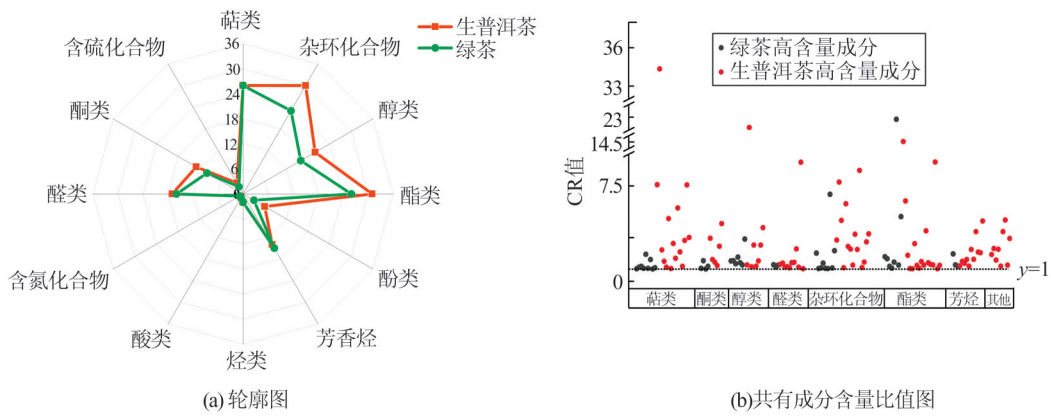 萜类
杂环化合物
醇类
酯类
酚类
芳香烃
烃类
酸类
含氮化合物
醛类
酮类
含硫化合物
36
30
24
18
12
6
0
生普洱茶
绿茶
(a) 轮廓图
CR值
36
33
23
14.5
7.5
0
绿茶高含量成分
生普洱茶高含量成分
y=1
萜类 酮类 醇类 醛类 杂环化合物 酯类 芳烃 其他
(b)共有成分含量比值图